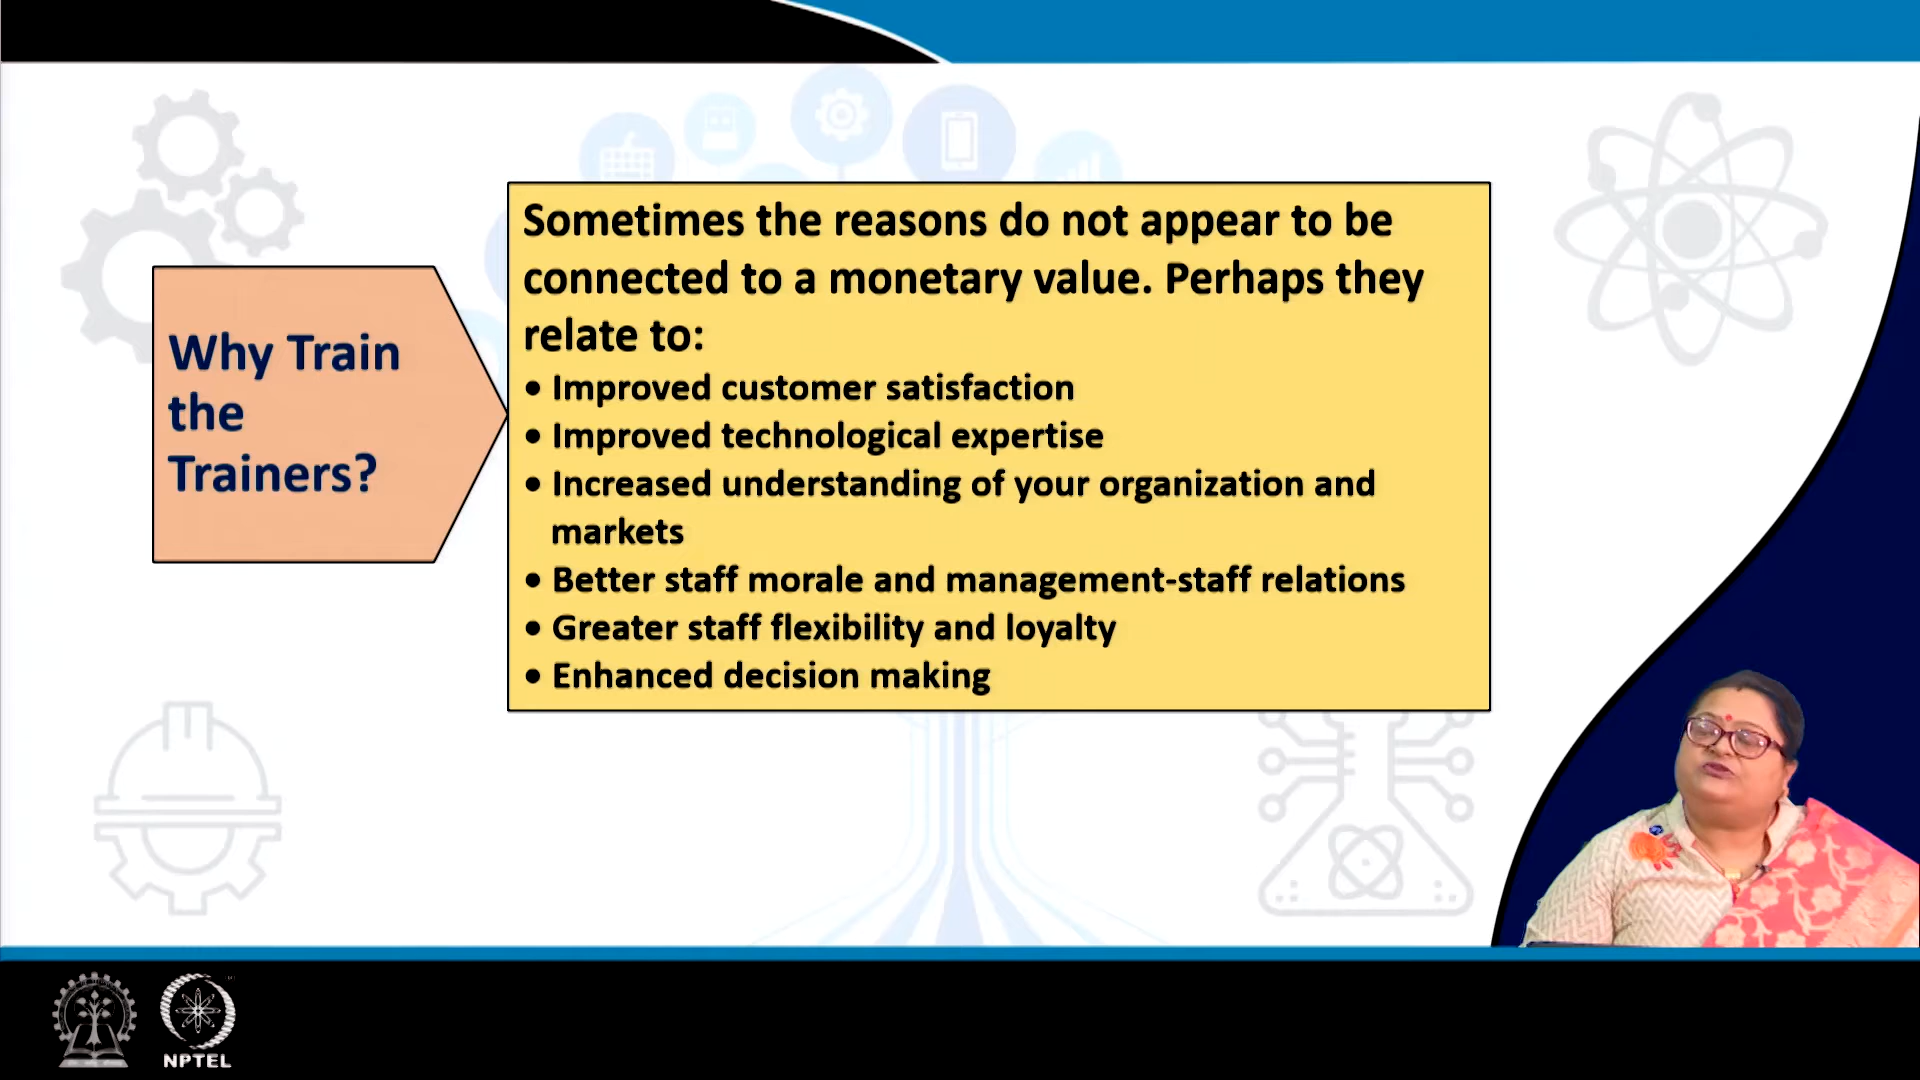 Why Train
the
Trainers?
Sometimes the reasons do not appear to be
connected to a monetary value. Perhaps they
relate to:
• Improved customer satisfaction
• Improved technological expertise
• Increased understanding of your organization and
markets
• Better staff morale and management-staff relations
• Greater staff flexibility and loyalty
• Enhanced decision making
NPTEL